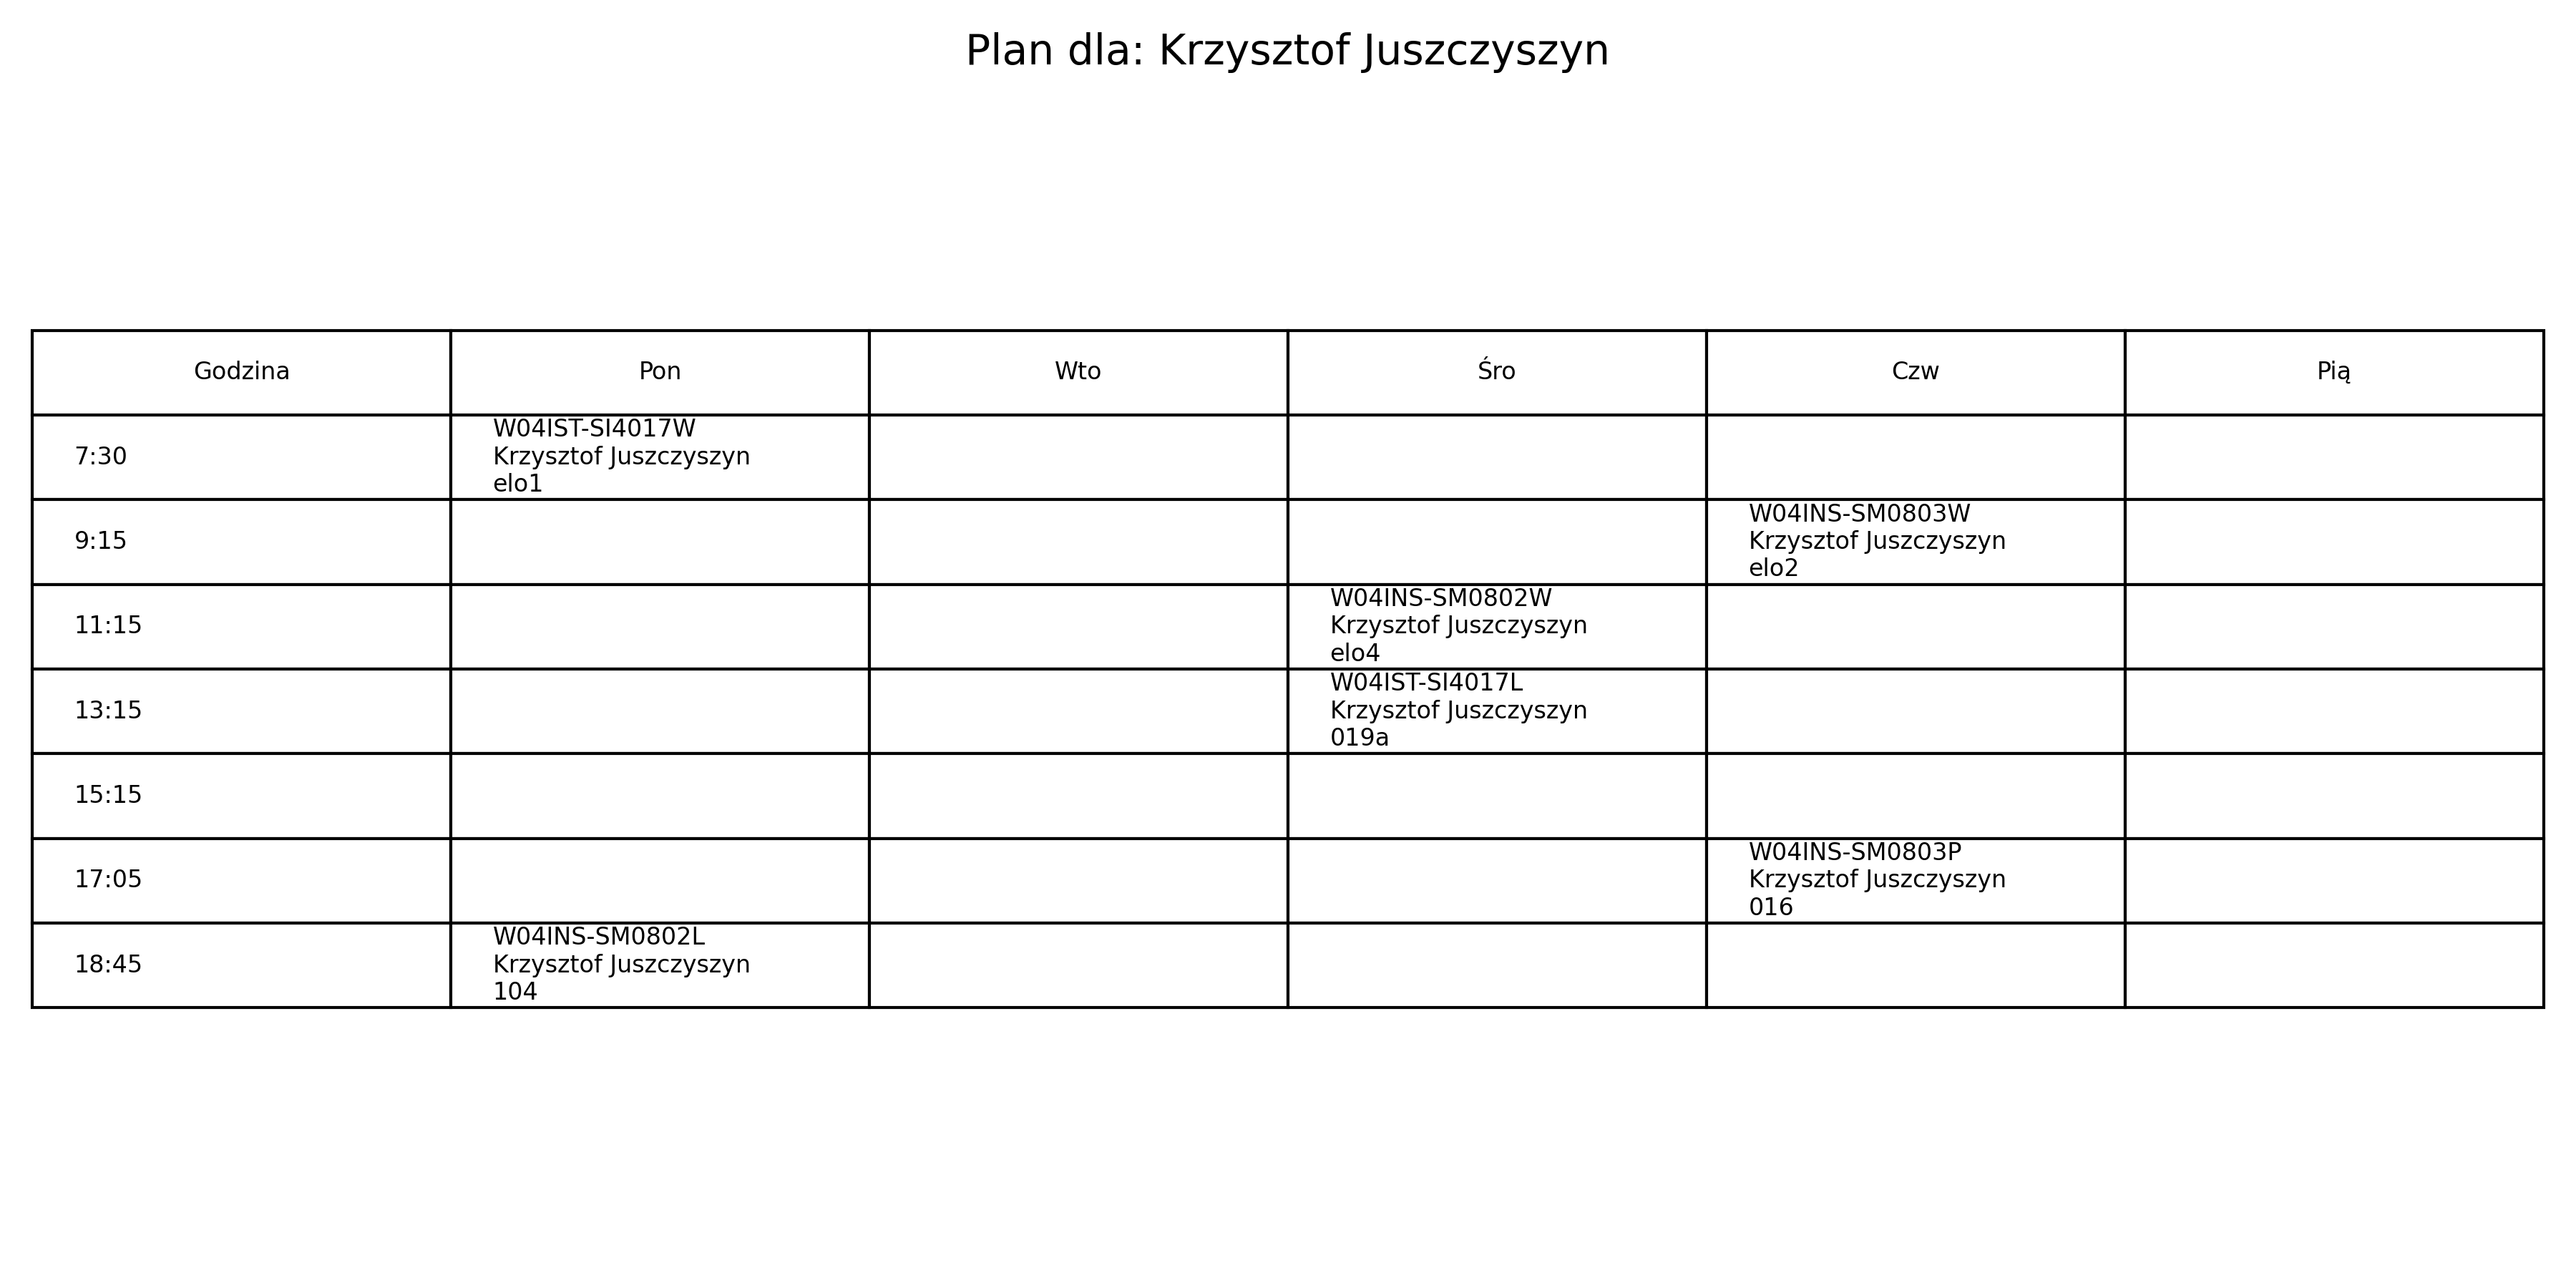 Plan dla: Krzysztof Juszczyszyn
Godzina Pon Wto Śro Czw Pią
7:30
W04IST-SI4017W
Krzysztof Juszczyszyn
elo1
9:15
W04INS-SM0803W
Krzysztof Juszczyszyn
elo2
11:15
W04INS-SM0802W
Krzysztof Juszczyszyn
elo4
13:15
W04IST-SI4017L
Krzysztof Juszczyszyn
019a
15:15
17:05
W04INS-SM0803P
Krzysztof Juszczyszyn
016
18:45
W04INS-SM0802L
Krzysztof Juszczyszyn
104